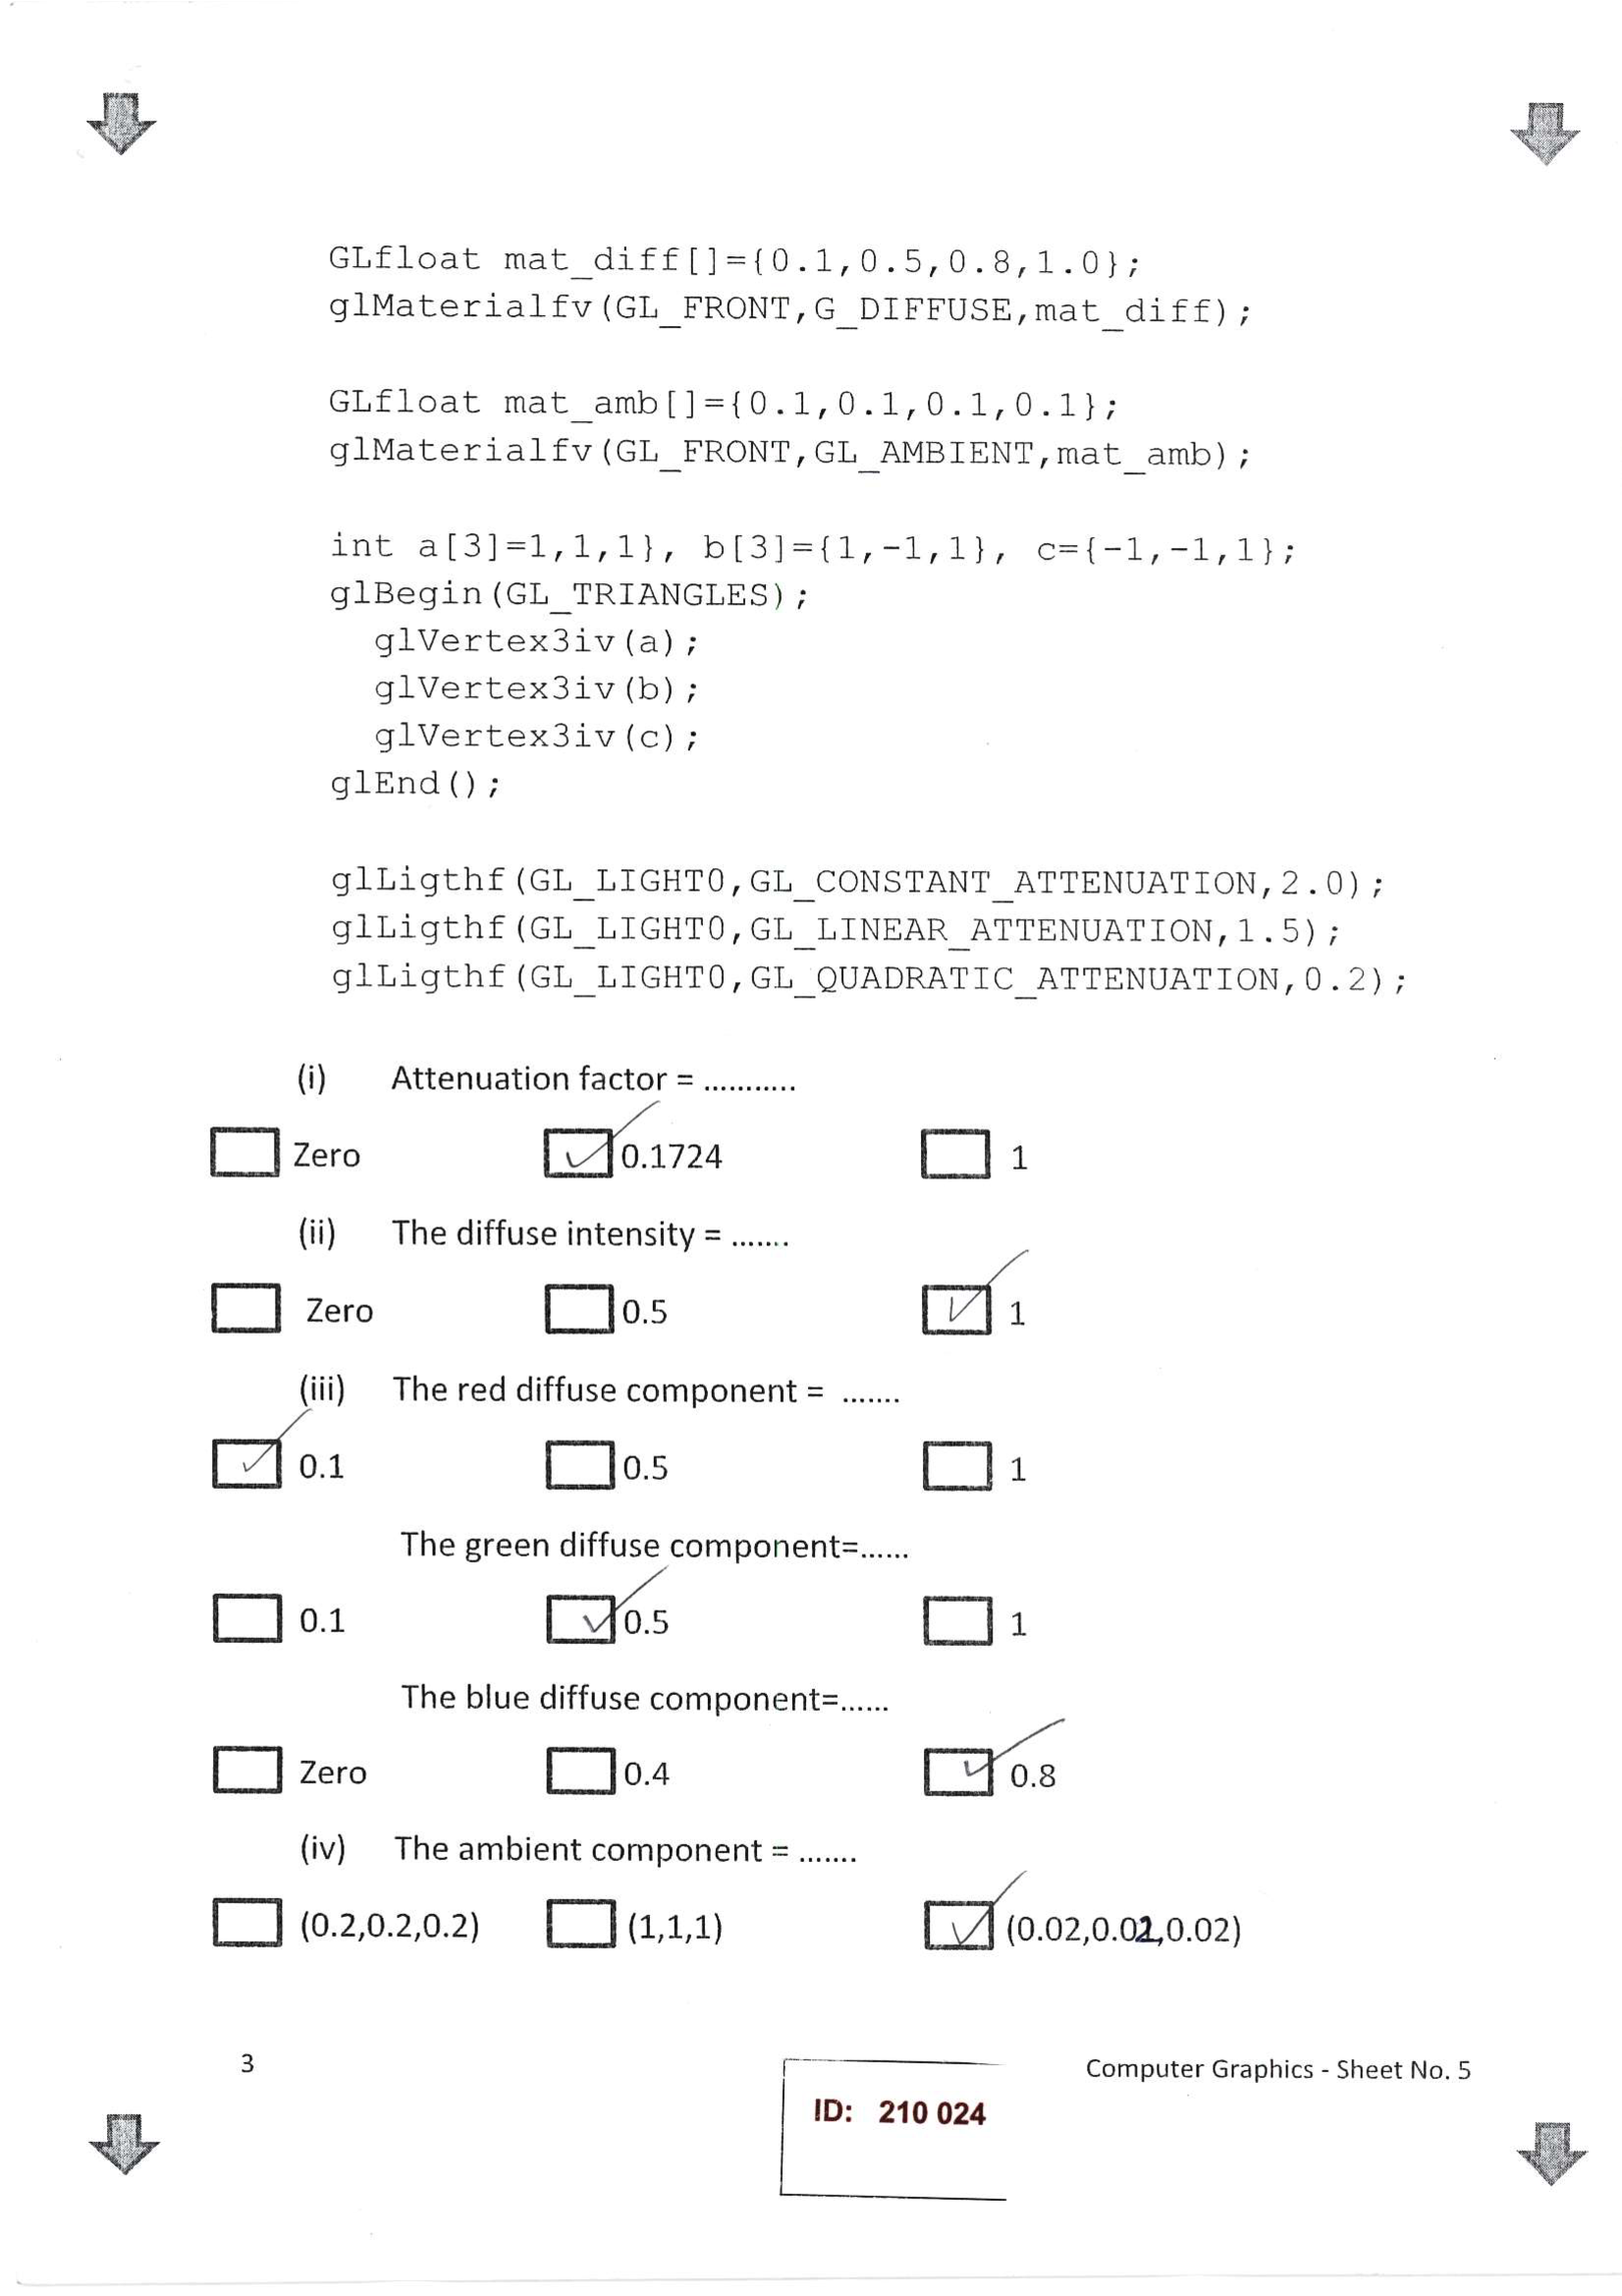 GLfloat mat_diff[]={0.1,0.5,0.8,1.0};
glMaterialfv(GL_FRONT,G_DIFFUSE,mat_diff);
GLfloat mat_amb[]={0.1,0.1,0.1,0.1};
glMaterialfv(GL_FRONT,GL_AMBIENT,mat_amb);
int a[3]=1,1,1}, b[3]={1,-1,1}, c={-1,-1,1};
glBegin(GL_TRIANGLES);
glVertex3iv(a);
glVertex3iv(b);
glVertex3iv(c);
glEnd();
glLigthf(GL_LIGHT0,GL_CONSTANT_ATTENUATION,2.0);
glLigthf(GL_LIGHT0,GL_LINEAR_ATTENUATION,1.5);
glLigthf(GL_LIGHT0,GL_QUADRATIC_ATTENUATION,0.2);
(i) Attenuation factor = ...........
Zero 0.1724 1
(ii) The diffuse intensity = .......
Zero 0.5 1
(iii) The red diffuse component = .......
0.1 0.5 1
The green diffuse component=......
0.1 0.5 1
The blue diffuse component=......
Zero 0.4 0.8
(iv) The ambient component = .......
(0.2,0.2,0.2) (1,1,1) (0.02,0.02,0.02)
3 Computer Graphics - Sheet No. 5
ID: 210 024